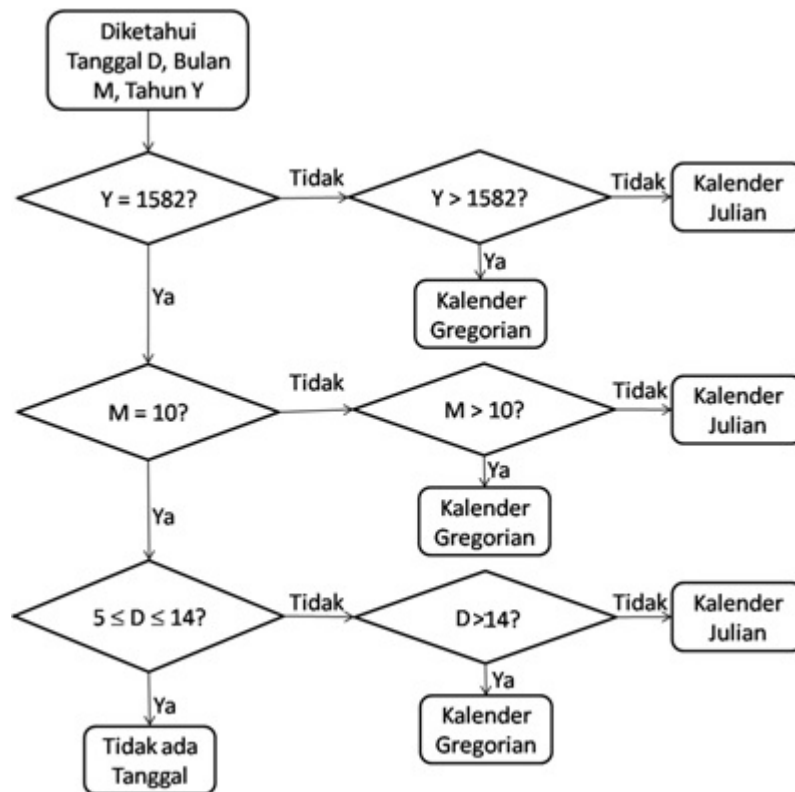 Diketahui
Tanggal D, Bulan
M, Tahun Y
Y = 1582?
Tidak
Y > 1582?
Tidak
Kalender
Julian
Ya
Ya
Kalender
Gregorian
M = 10?
Tidak
M > 10?
Tidak
Kalender
Julian
Ya
Ya
Kalender
Gregorian
5 ≤ D ≤ 14?
Tidak
D>14?
Tidak
Kalender
Julian
Ya
Ya
Tidak ada
Tanggal
Kalender
Gregorian